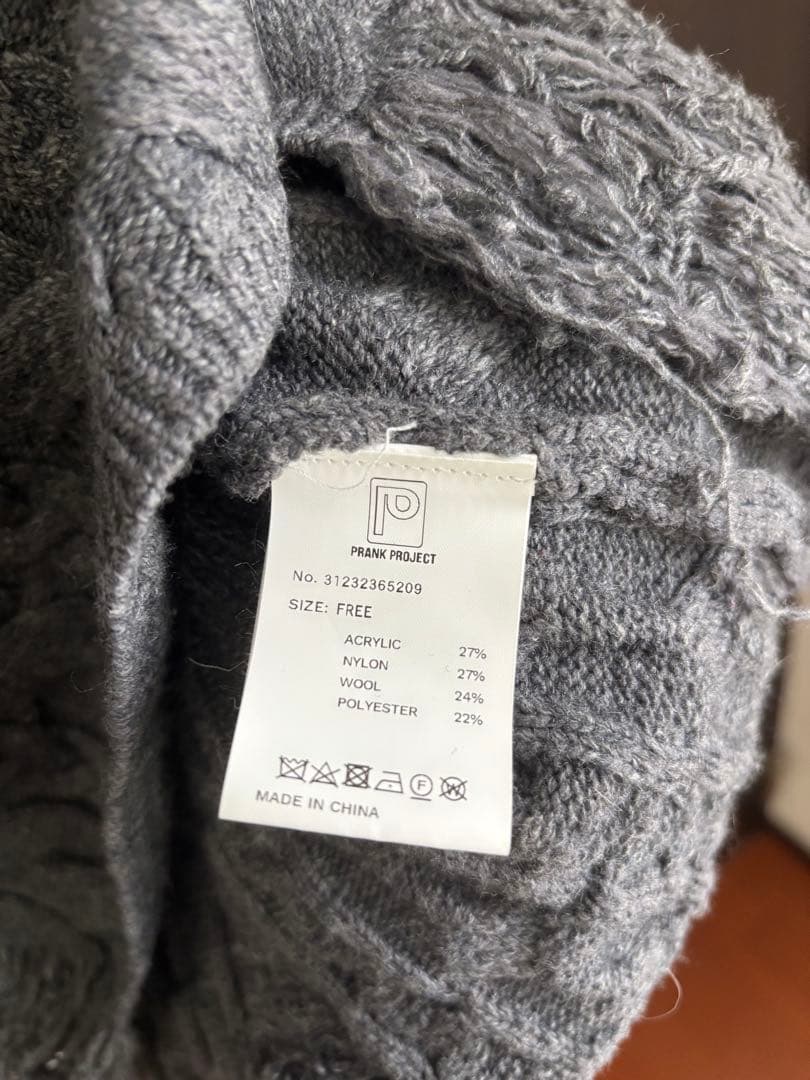 PRANK PROJECT
No. 31232365209
SIZE: FREE
ACRYLIC 27%
NYLON 27%
WOOL 24%
POLYESTER 22%
F W
MADE IN CHINA